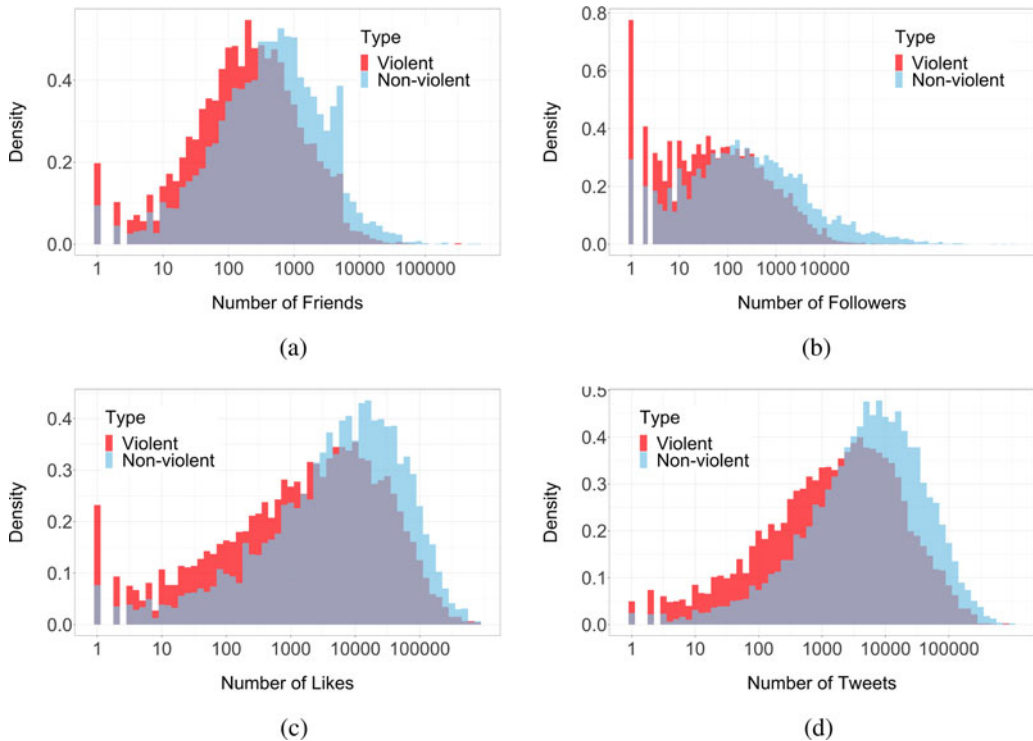 Type
Violent
Non-violent
Density
0.4
0.2
0.0
1 10 100 1000 10000 100000
Number of Friends
(a)
Type
Violent
Non-violent
Density
0.8
0.6
0.4
0.2
0.0
1 10 100 1000 10000
Number of Followers
(b)
Type
Violent
Non-violent
Density
0.4
0.3
0.2
0.1
0.0
1 10 100 1000 10000 100000
Number of Likes
(c)
Type
Violent
Non-violent
Density
0.5
0.4
0.3
0.2
0.1
0.0
1 10 100 1000 10000 100000
Number of Tweets
(d)